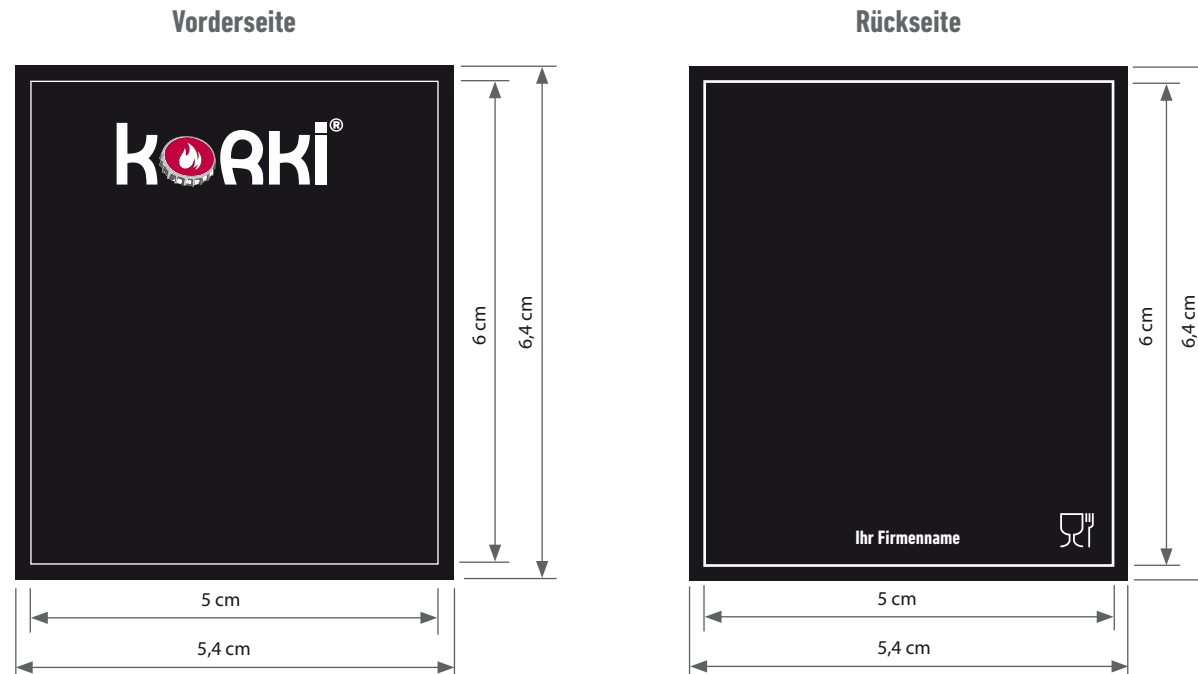 Vorderseite
Rückseite
KORKI®
6 cm
6,4 cm
6 cm
6,4 cm
Ihr Firmenname
5 cm
5,4 cm
5 cm
5,4 cm